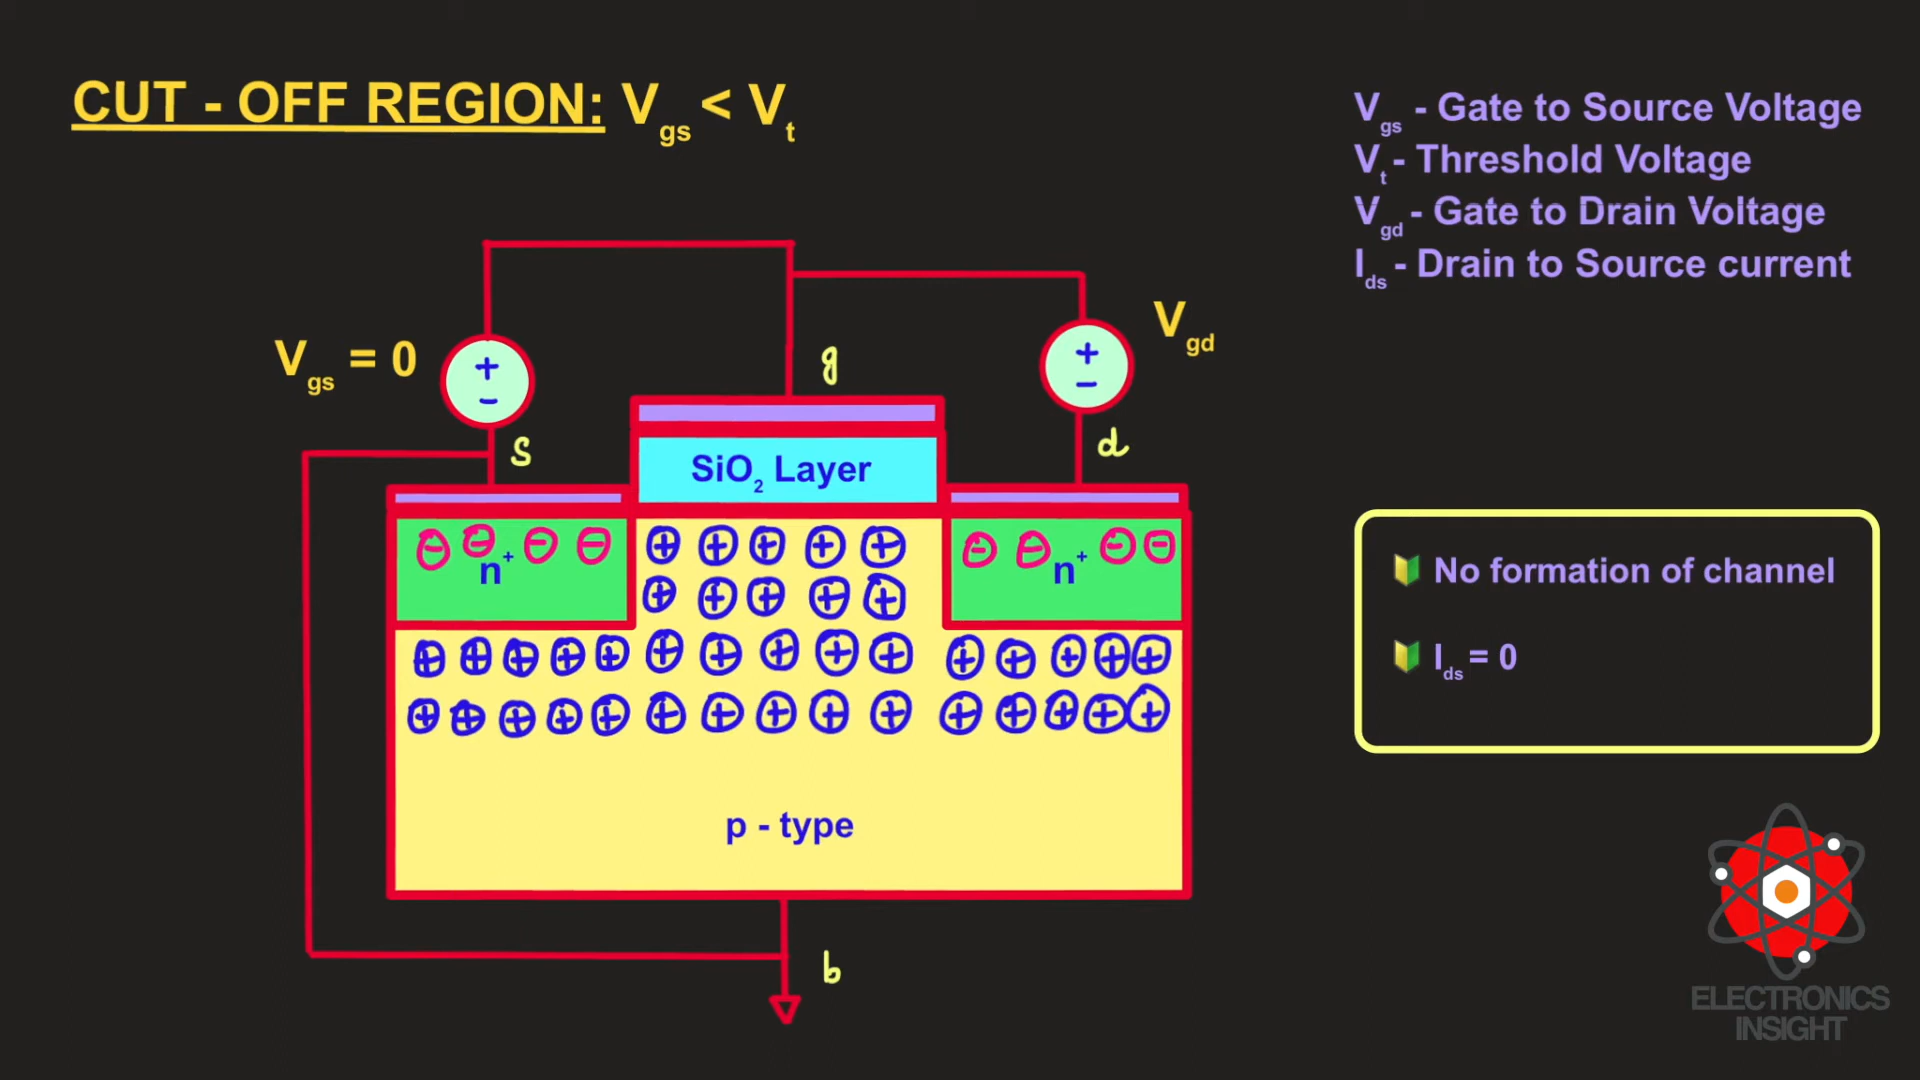 CUT - OFF REGION: Vgs < Vt
Vgs - Gate to Source Voltage
Vt - Threshold Voltage
Vgd - Gate to Drain Voltage
Ids - Drain to Source current
Vgs = 0
+
−
g
Vgd
+
−
s
d
SiO2 Layer
n+
n+
No formation of channel
Ids = 0
p - type
b
ELECTRONICS
INSIGHT